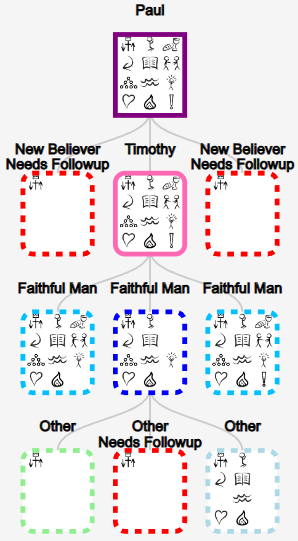 Paul
New Believer
Needs Followup
Timothy
New Believer
Needs Followup
Faithful Man
Faithful Man
Faithful Man
Other
Other
Needs Followup
Other